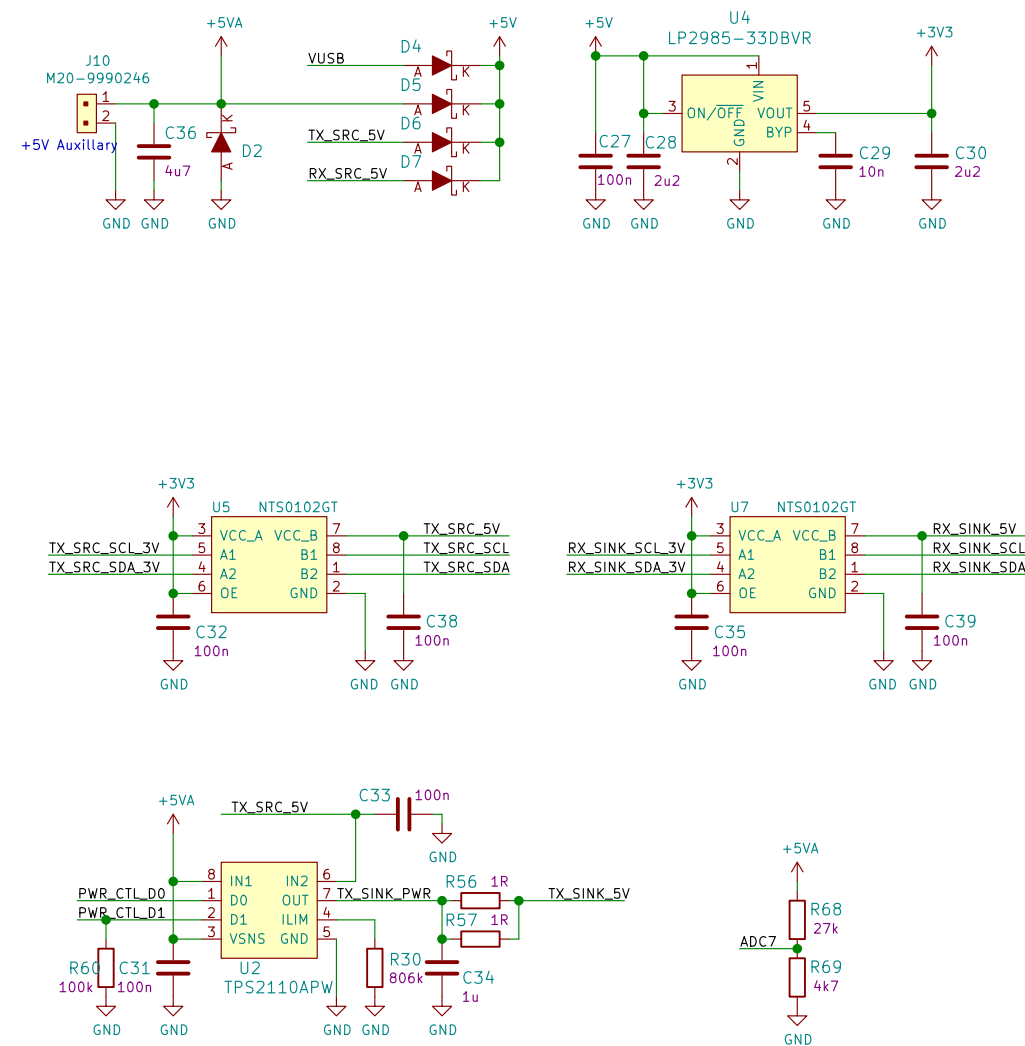 +5VA
J10
M20-9990246
1
2
+5V Auxillary
C36
4u7
K
D2
A
GND
GND
GND
+5V
VUSB
D4
A
K
D5
A
K
TX_SRC_5V
D6
A
K
RX_SRC_5V
D7
A
K
+5V
U4
LP2985-33DBVR
+3V3
1
VIN
3
ON/OFF
VOUT
5
GND
BYP
4
2
C27
100n
C28
2u2
C29
10n
C30
2u2
GND
GND
GND
GND
GND
+3V3
U5
NTS0102GT
3
VCC_A
VCC_B
7
TX_SRC_5V
TX_SRC_SCL_3V
5
A1
B1
8
TX_SRC_SCL
TX_SRC_SDA_3V
4
A2
B2
1
TX_SRC_SDA
6
OE
GND
2
C32
100n
C38
100n
GND
GND
GND
+3V3
U7
NTS0102GT
3
VCC_A
VCC_B
7
RX_SINK_5V
RX_SINK_SCL_3V
5
A1
B1
8
RX_SINK_SCL
RX_SINK_SDA_3V
4
A2
B2
1
RX_SINK_SDA
6
OE
GND
2
C35
100n
C39
100n
GND
GND
GND
+5VA
TX_SRC_5V
C33
100n
GND
8
IN1
IN2
6
PWR_CTL_D0
1
D0
OUT
7
TX_SINK_PWR
R56
1R
TX_SINK_5V
PWR_CTL_D1
2
D1
ILIM
4
R57
1R
3
VSNS
GND
5
U2
TPS2110APW
R60
100k
C31
100n
R30
806k
C34
1u
GND
GND
GND
GND
GND
+5VA
R68
27k
ADC7
R69
4k7
GND